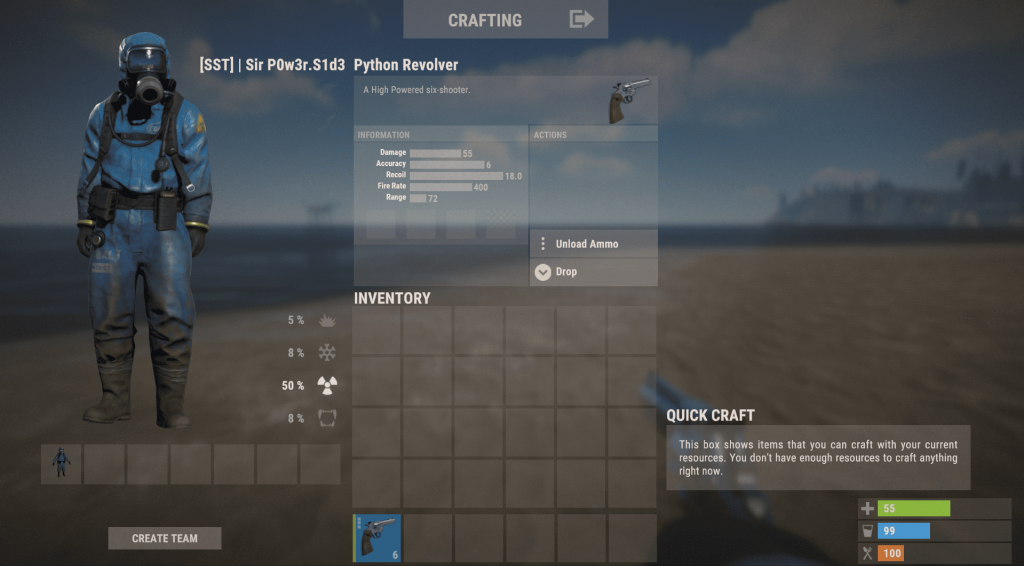 CRAFTING
[SST] | Sir P0w3r.S1d3
Python Revolver
A High Powered six-shooter.
INFORMATION
ACTIONS
Damage 55
Accuracy 6
Recoil 18.0
Fire Rate 400
Range 72
Unload Ammo
Drop
INVENTORY
5 %
8 %
50 %
8 %
QUICK CRAFT
This box shows items that you can craft with your current
resources. You don't have enough resources to craft anything
right now.
CREATE TEAM
6
55
99
100